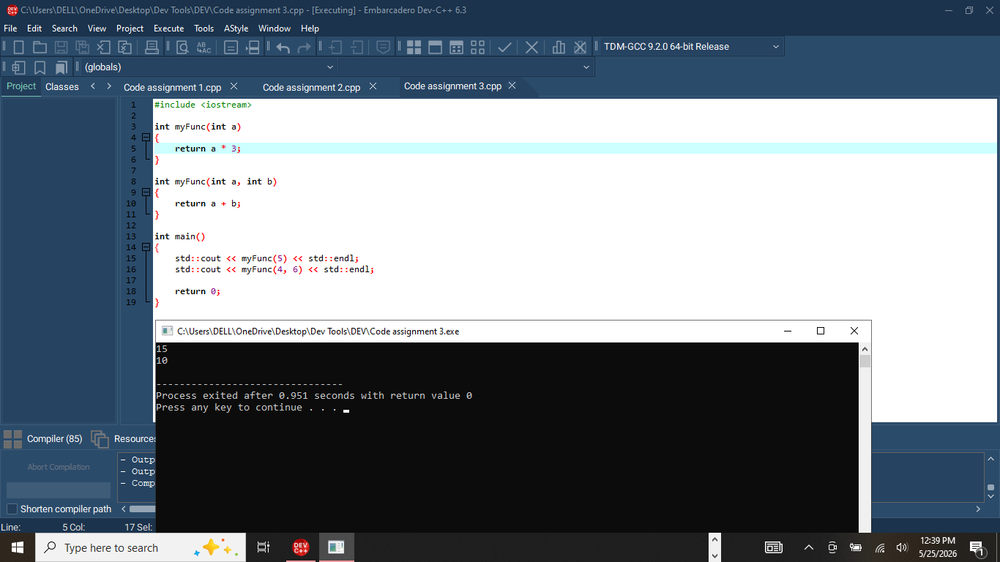 DEV C++ C:\Users\DELL\OneDrive\Desktop\Dev Tools\DEV\Code assignment 3.cpp - [Executing] - Embarcadero Dev-C++ 6.3
File Edit Search View Project Execute Tools AStyle Window Help
TDM-GCC 9.2.0 64-bit Release
(globals)
Project Classes Code assignment 1.cpp Code assignment 2.cpp Code assignment 3.cpp
1 #include <iostream>
2
3 int myFunc(int a)
4 {
5 return a * 3;
6 }
7
8 int myFunc(int a, int b)
9 {
10 return a + b;
11 }
12
13 int main()
14 {
15 std::cout << myFunc(5) << std::endl;
16 std::cout << myFunc(4, 6) << std::endl;
17
18 return 0;
19 }
C:\Users\DELL\OneDrive\Desktop\Dev Tools\DEV\Code assignment 3.exe
15
10
--------------------------------
Process exited after 0.951 seconds with return value 0
Press any key to continue . . .
Compiler (85) Resources
Abort Compilation
- Outp
- Outp
- Comp
Shorten compiler path
Line: 5 Col: 17 Sel:
Type here to search
DEV C++
12:39 PM
5/25/2026
1